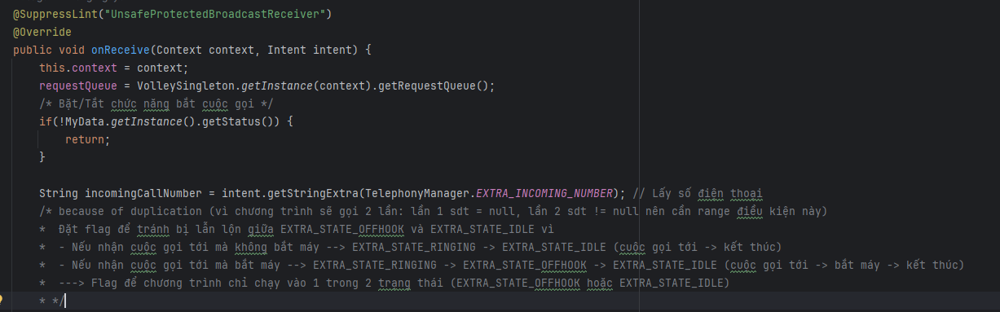 @SuppressLint("UnsafeProtectedBroadcastReceiver")
@Override
public void onReceive(Context context, Intent intent) {
this.context = context;
requestQueue = VolleySingleton.getInstance(context).getRequestQueue();
/* Bặt/Tắt chức năng bắt cuộc gọi */
if(!MyData.getInstance().getStatus()) {
return;
}
String incomingCallNumber = intent.getStringExtra(TelephonyManager.EXTRA_INCOMING_NUMBER); // Lấy số điện thoại
/* because of duplication (vì chương trình sẽ gọi 2 lần: lần 1 sdt = null, lần 2 sdt != null nên cần range điều kiện này)
* Đặt flag để tránh bị lẫn lộn giữa EXTRA_STATE_OFFHOOK và EXTRA_STATE_IDLE vì
* - Nếu nhận cuộc gọi tới mà không bắt máy --> EXTRA_STATE_RINGING -> EXTRA_STATE_IDLE (cuộc gọi tới -> kết thúc)
* - Nếu nhận cuộc gọi tới mà bắt máy --> EXTRA_STATE_RINGING -> EXTRA_STATE_OFFHOOK -> EXTRA_STATE_IDLE (cuộc gọi tới -> bắt máy -> kết thúc)
* ---> Flag để chương trình chỉ chạy vào 1 trong 2 trạng thái (EXTRA_STATE_OFFHOOK hoặc EXTRA_STATE_IDLE)
* */